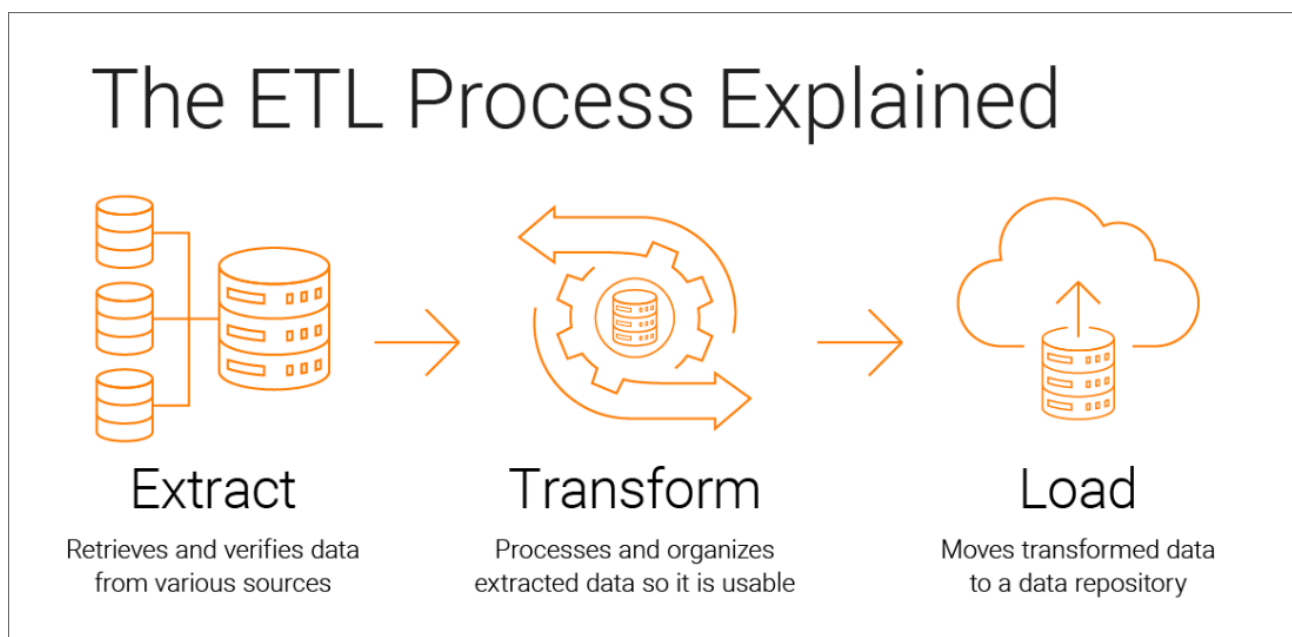 The ETL Process Explained
Extract
Retrieves and verifies data
from various sources
Transform
Processes and organizes
extracted data so it is usable
Load
Moves transformed data
to a data repository